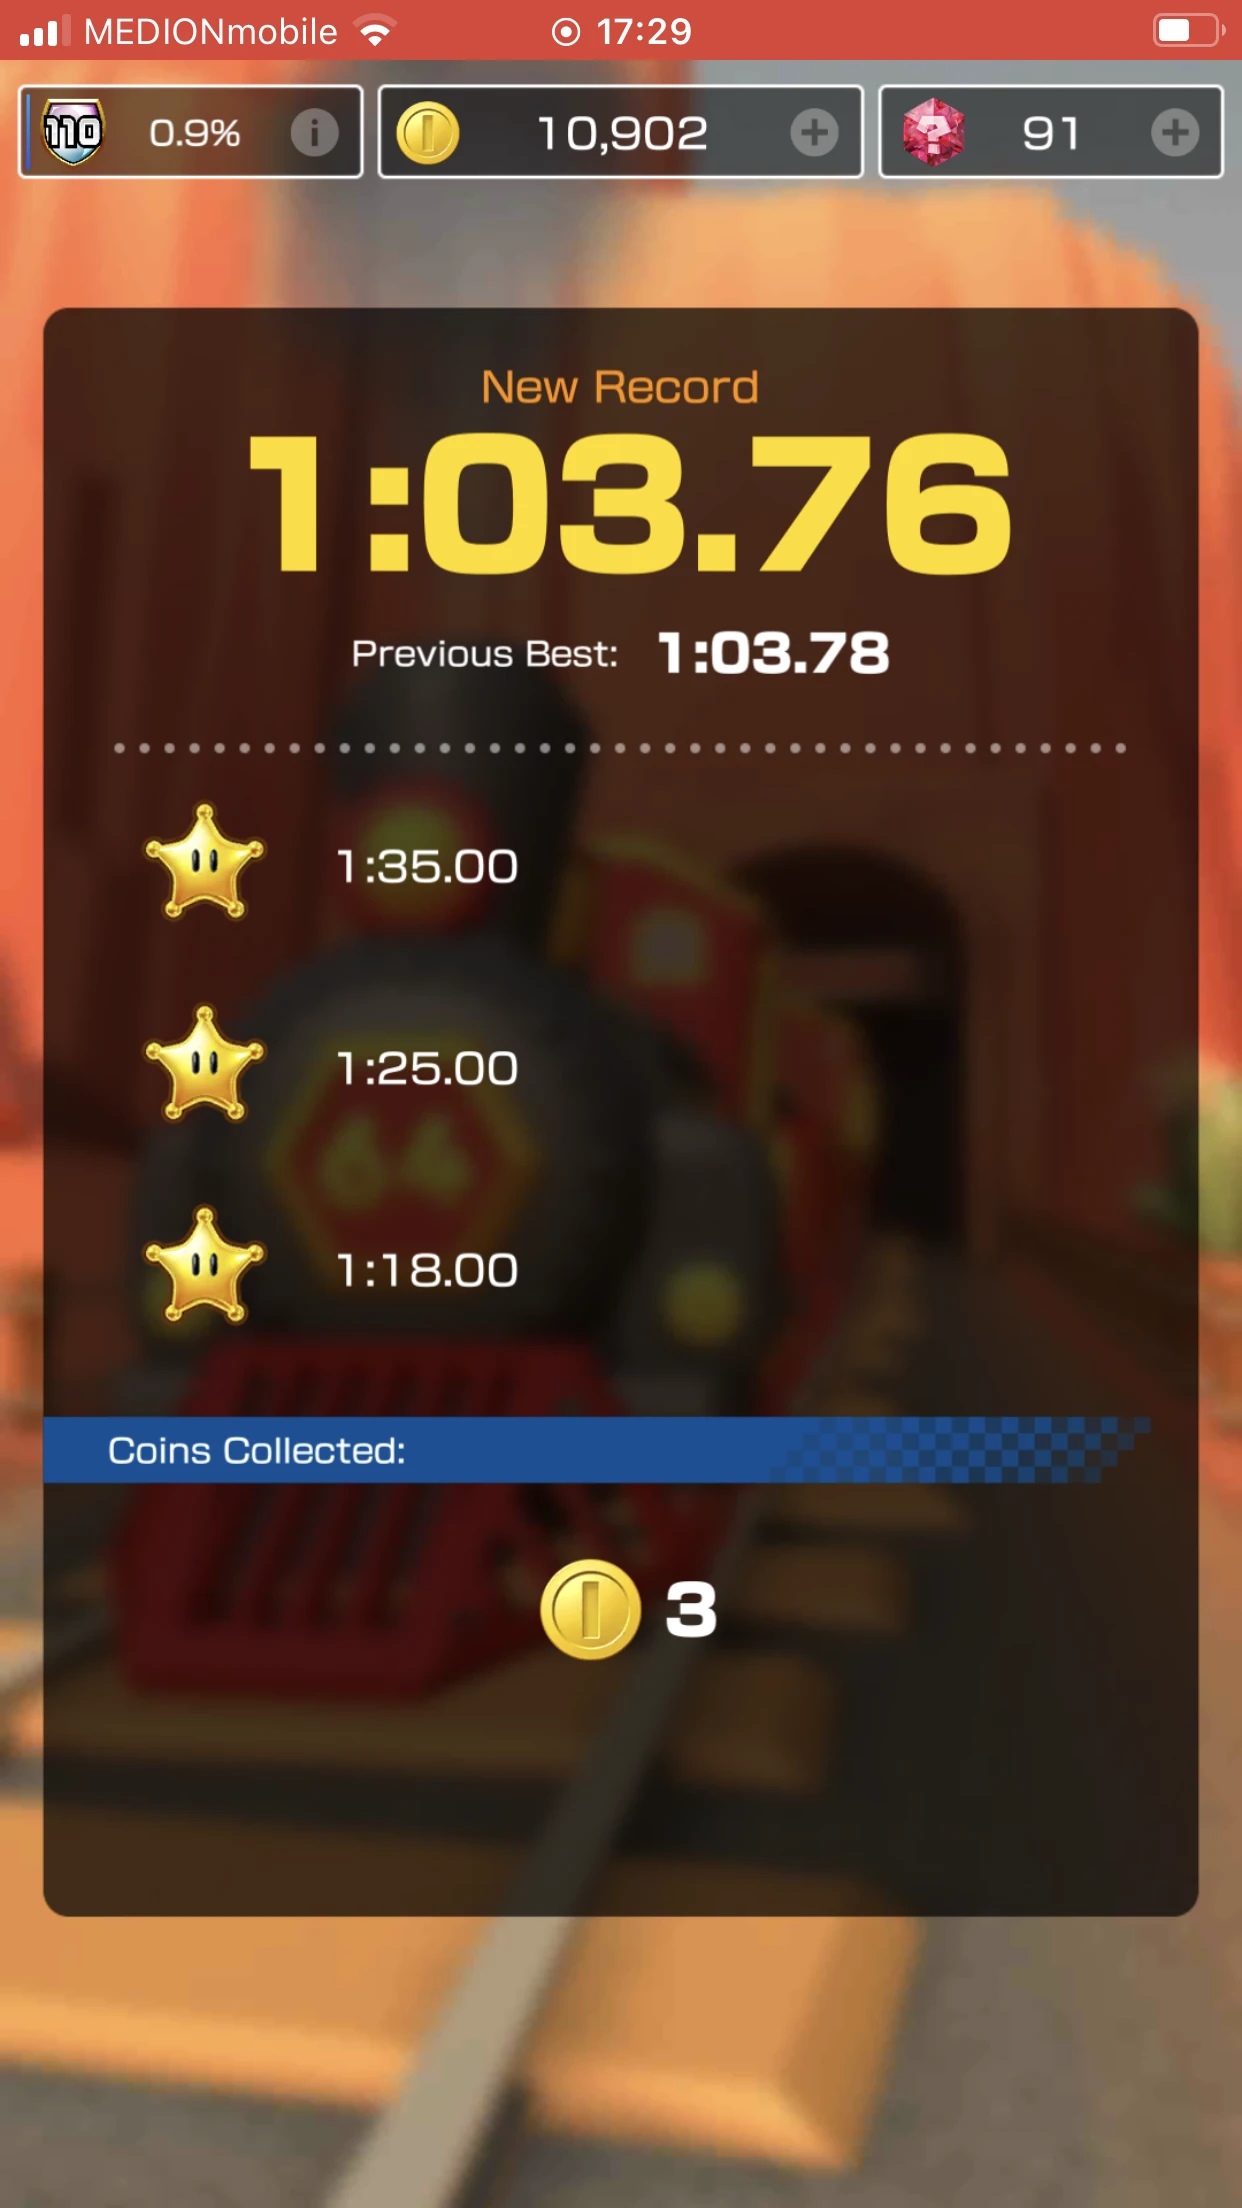 MEDIONmobile 17:29
110 0.9% i 10,902 + ? 91 +
New Record
1:03.76
Previous Best: 1:03.78
1:35.00
1:25.00
64
1:18.00
Coins Collected:
3